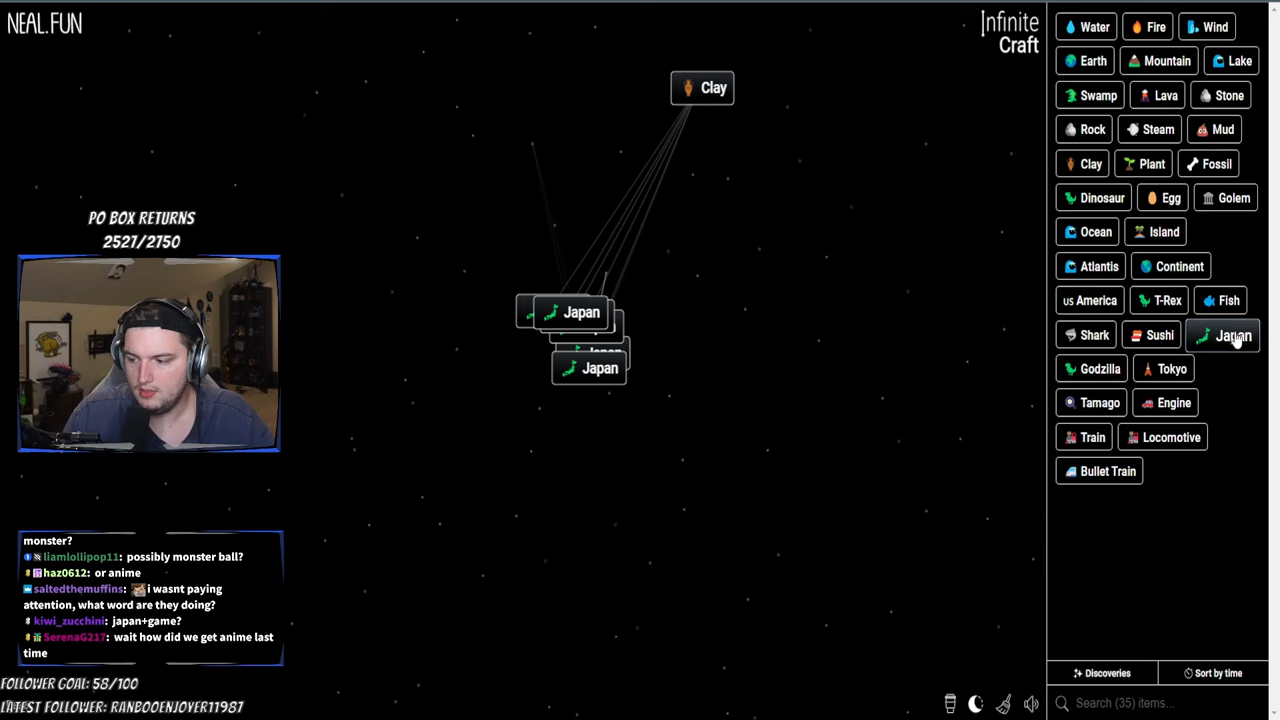 NEAL.FUN
Infinite
Craft
Clay
Japan
Japan
PO BOX RETURNS
2527/2750
monster?
liamlollipop11: possibly monster ball?
haz0612: or anime
saltedthemuffins: i wasnt paying
attention, what word are they doing?
kiwi_zucchini: japan+game?
SerenaG217: wait how did we get anime last
time
FOLLOWER GOAL: 58/100
LATEST FOLLOWER: RANBOOENJOYER11987
Water Fire Wind
Earth Mountain Lake
Swamp Lava Stone
Rock Steam Mud
Clay Plant Fossil
Dinosaur Egg Golem
Ocean Island
Atlantis Continent
US America T-Rex Fish
Shark Sushi Japan
Godzilla Tokyo
Tamago Engine
Train Locomotive
Bullet Train
Discoveries Sort by time
Search (35) items...